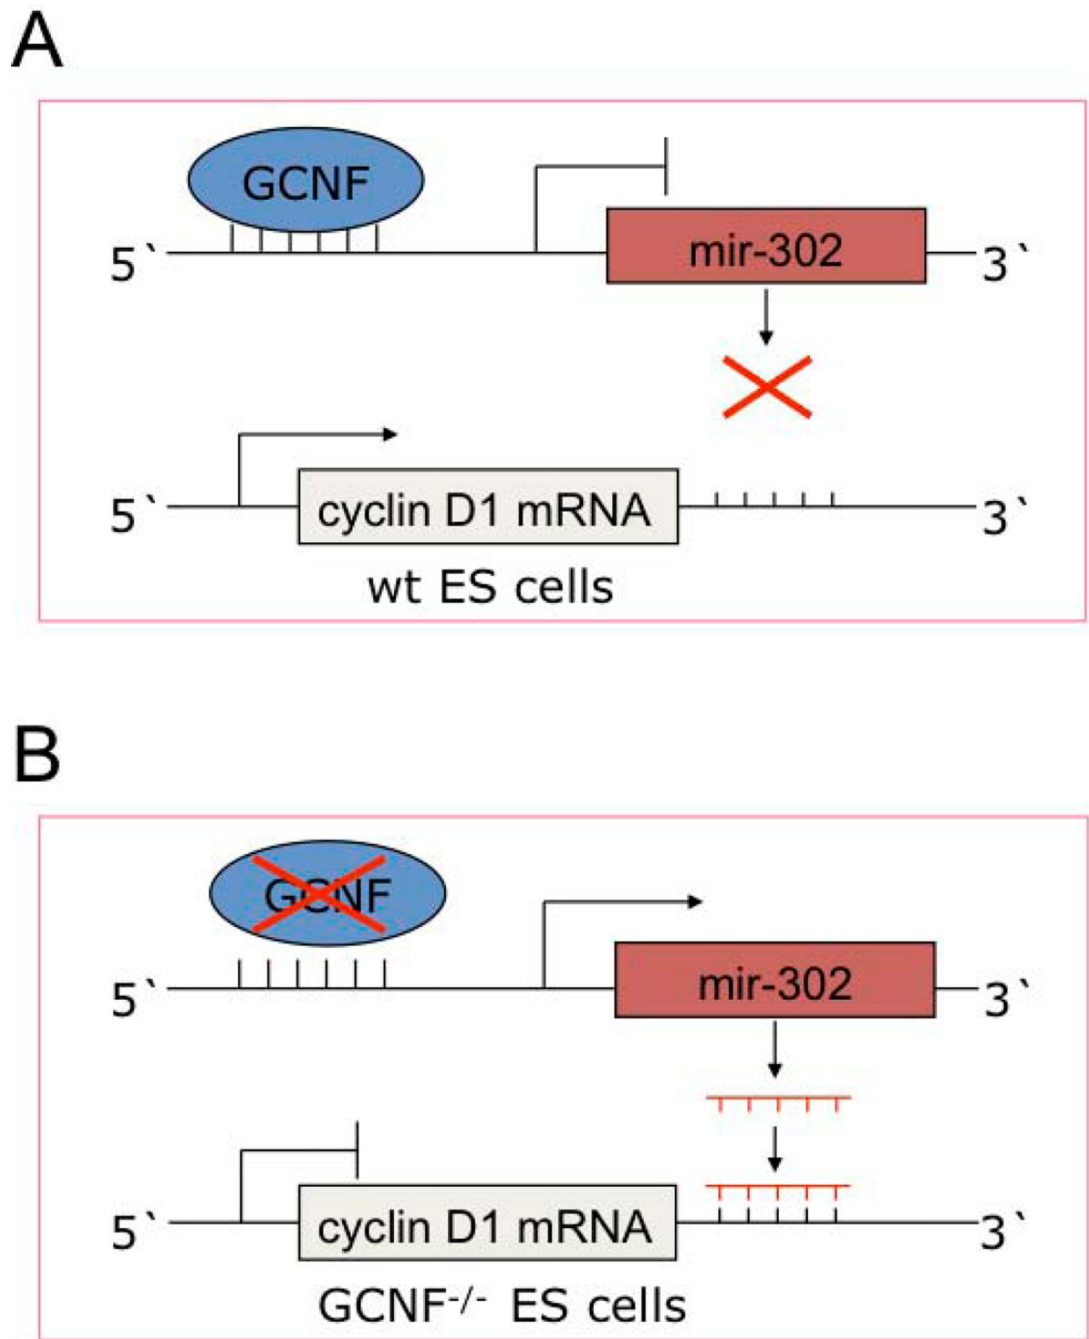 A
GCNF
5` mir-302 3`
5` cyclin D1 mRNA 3`
wt ES cells
B
GCNF
5` mir-302 3`
5` cyclin D1 mRNA 3`
GCNF-/- ES cells